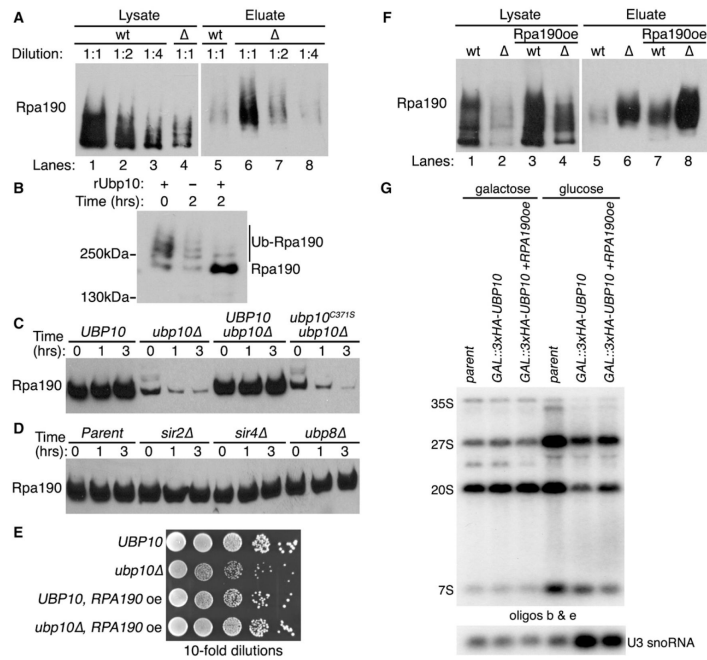 A
Lysate Eluate
wt Δ wt Δ
Dilution: 1:1 1:2 1:4 1:1 1:1 1:1 1:2 1:4
Rpa190
Lanes: 1 2 3 4 5 6 7 8
B
rUbp10: + − +
Time (hrs): 0 2 2
250kDa
130kDa
Ub-Rpa190
Rpa190
C
UBP10 ubp10Δ UBP10 ubp10Δ ubp10C371S ubp10Δ
Time (hrs): 0 1 3 0 1 3 0 1 3 0 1 3
Rpa190
D
Parent sir2Δ sir4Δ ubp8Δ
Time (hrs): 0 1 3 0 1 3 0 1 3 0 1 3
Rpa190
E
UBP10
ubp10Δ
UBP10, RPA190 oe
ubp10Δ, RPA190 oe
10-fold dilutions
F
Lysate Eluate
Rpa190oe Rpa190oe
wt Δ wt Δ wt Δ wt Δ
Rpa190
Lanes: 1 2 3 4 5 6 7 8
G
galactose glucose
parent
GAL::3xHA-UBP10
GAL::3xHA-UBP10 +RPA190oe
parent
GAL::3xHA-UBP10
GAL::3xHA-UBP10 +RPA190oe
35S
27S
20S
7S
oligos b & e
U3 snoRNA